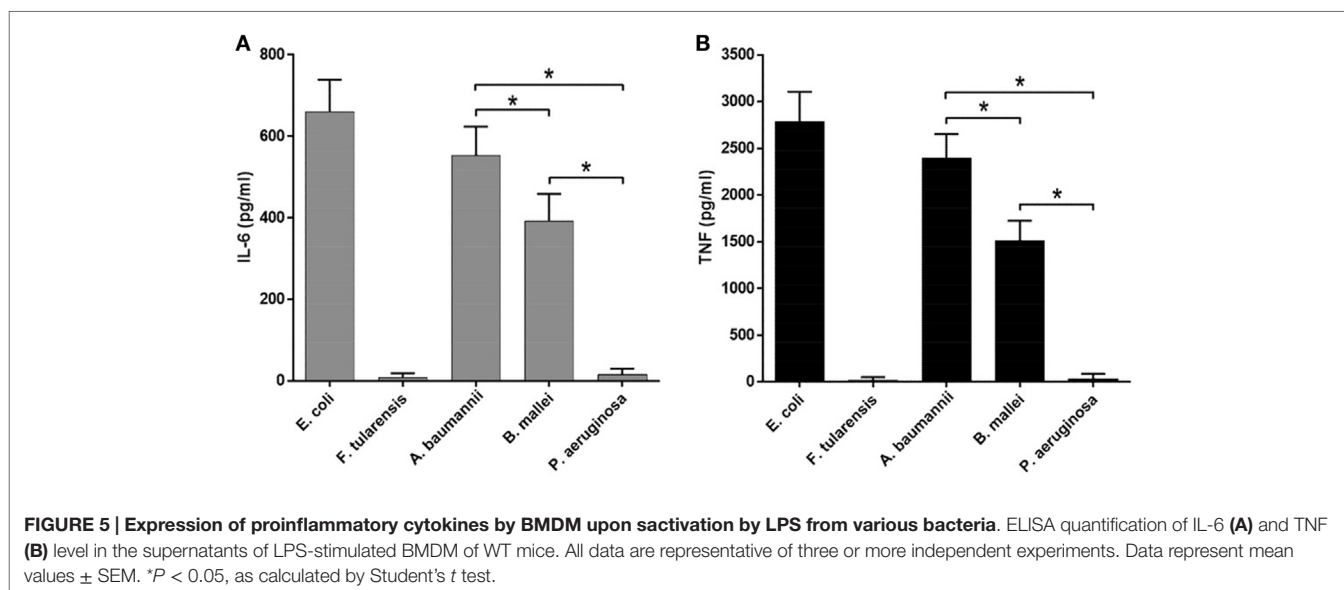 A
800
600
400
200
0
IL-6 (pg/ml)
*
*
*
E. coli
F. tularensis
A. baumannii
B. mallei
P. aeruginosa
B
3500
3000
2500
2000
1500
1000
500
0
TNF (pg/ml)
*
*
*
E. coli
F. tularensis
A. baumannii
B. mallei
P. aeruginosa
FIGURE 5 | Expression of proinflammatory cytokines by BMDM upon sactivation by LPS from various bacteria. ELISA quantification of IL-6 (A) and TNF
(B) level in the supernatants of LPS-stimulated BMDM of WT mice. All data are representative of three or more independent experiments. Data represent mean
values ± SEM. *P < 0.05, as calculated by Student’s t test.